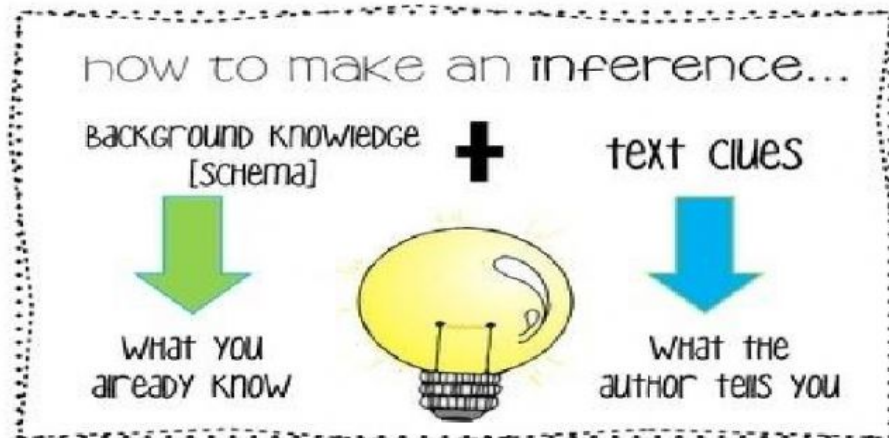 how to make an inference...
Background Knowledge
[schema]
+
text clues
what you
already know
what the
author tells you